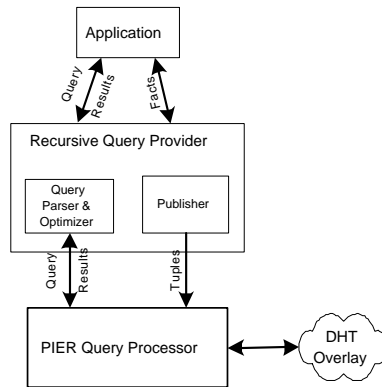 Application
Query
Results
Facts
Recursive Query Provider
Query
Parser &
Optimizer
Publisher
Query
Results
Tuples
PIER Query Processor
DHT
Overlay